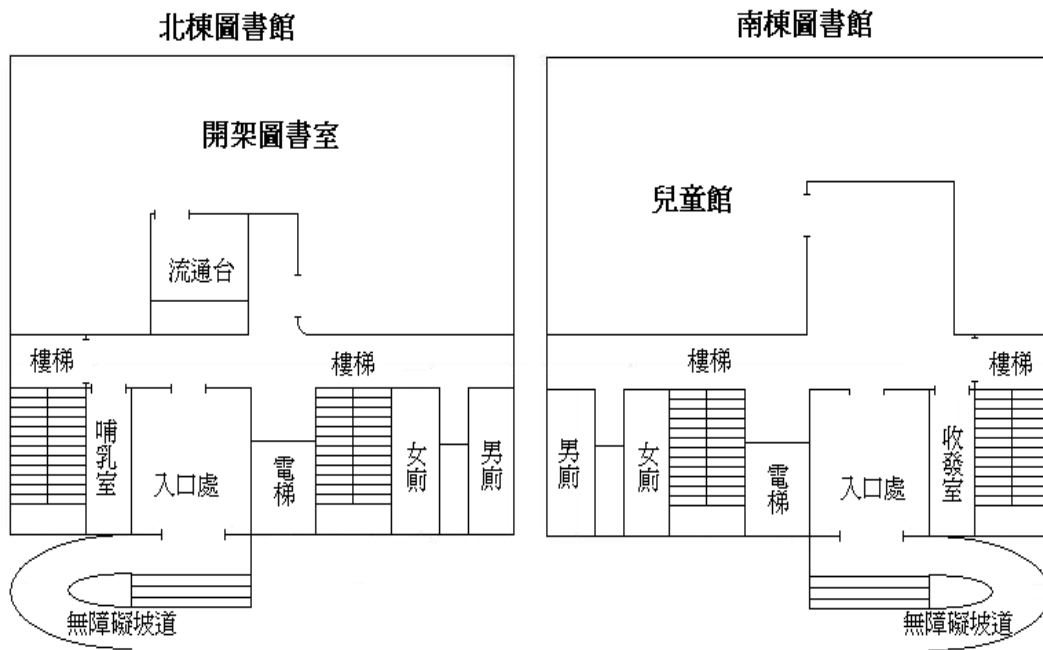 北棟圖書館
南棟圖書館
開架圖書室
兒童館
流通台
樓梯
樓梯
樓梯
樓梯
哺乳室
入口處
電梯
女廁
男廁
男廁
女廁
電梯
入口處
收發室
無障礙坡道
無障礙坡道